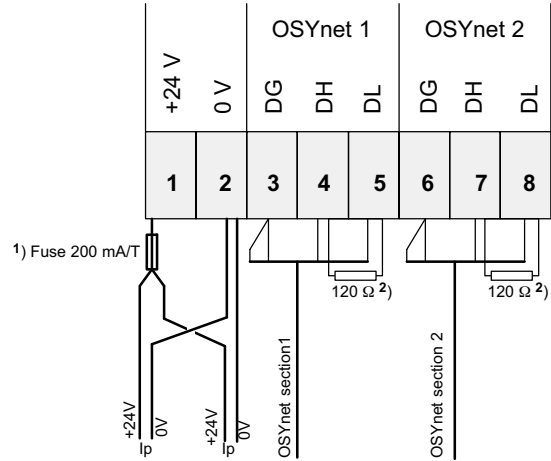 OSYnet 1 OSYnet 2
+24 V 0 V DG DH DL DG DH DL
1 2 3 4 5 6 7 8
1) Fuse 200 mA/T
120 Ω 2) 120 Ω 2)
OSYnet section1
OSYnet section 2
+24V 0V +24V 0V
Ip Ip